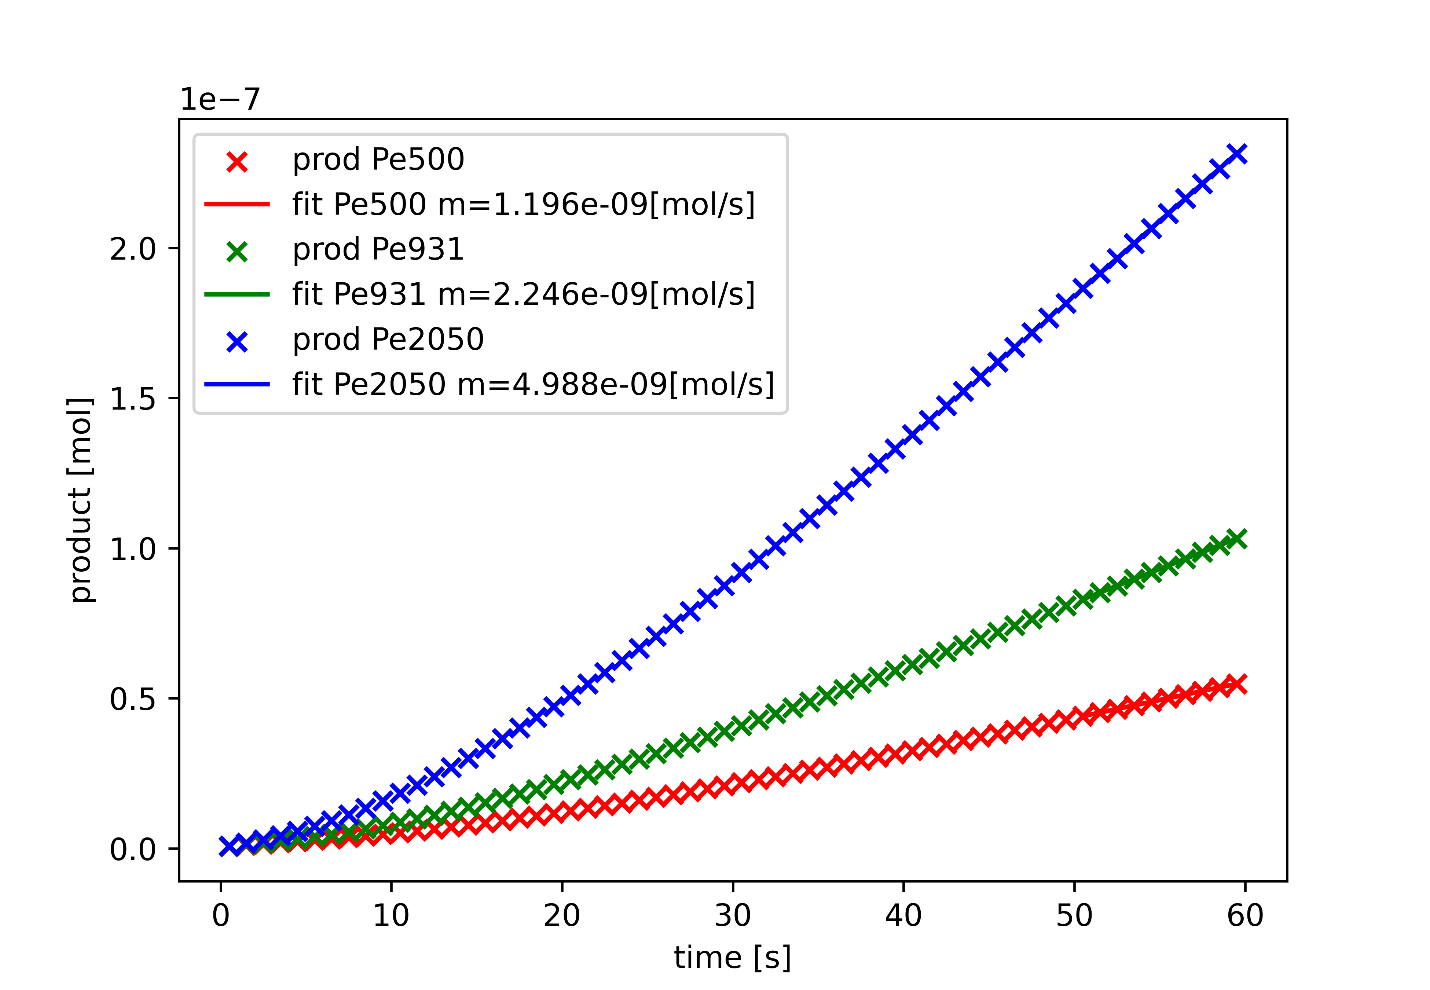 1e−7
prod Pe500
fit Pe500 m=1.196e-09[mol/s]
prod Pe931
fit Pe931 m=2.246e-09[mol/s]
prod Pe2050
fit Pe2050 m=4.988e-09[mol/s]
2.0
1.5
1.0
0.5
0.0
product [mol]
0 10 20 30 40 50 60
time [s]